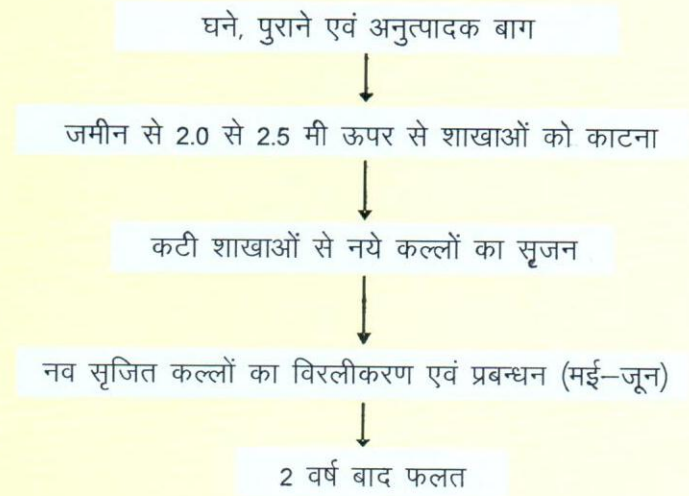 घने, पुराने एवं अनुत्पादक बाग
जमीन से 2.0 से 2.5 मी ऊपर से शाखाओं को काटना
कटी शाखाओं से नये कल्लों का सृजन
नव सृजित कल्लों का विरलीकरण एवं प्रबन्धन (मई–जून)
2 वर्ष बाद फलत